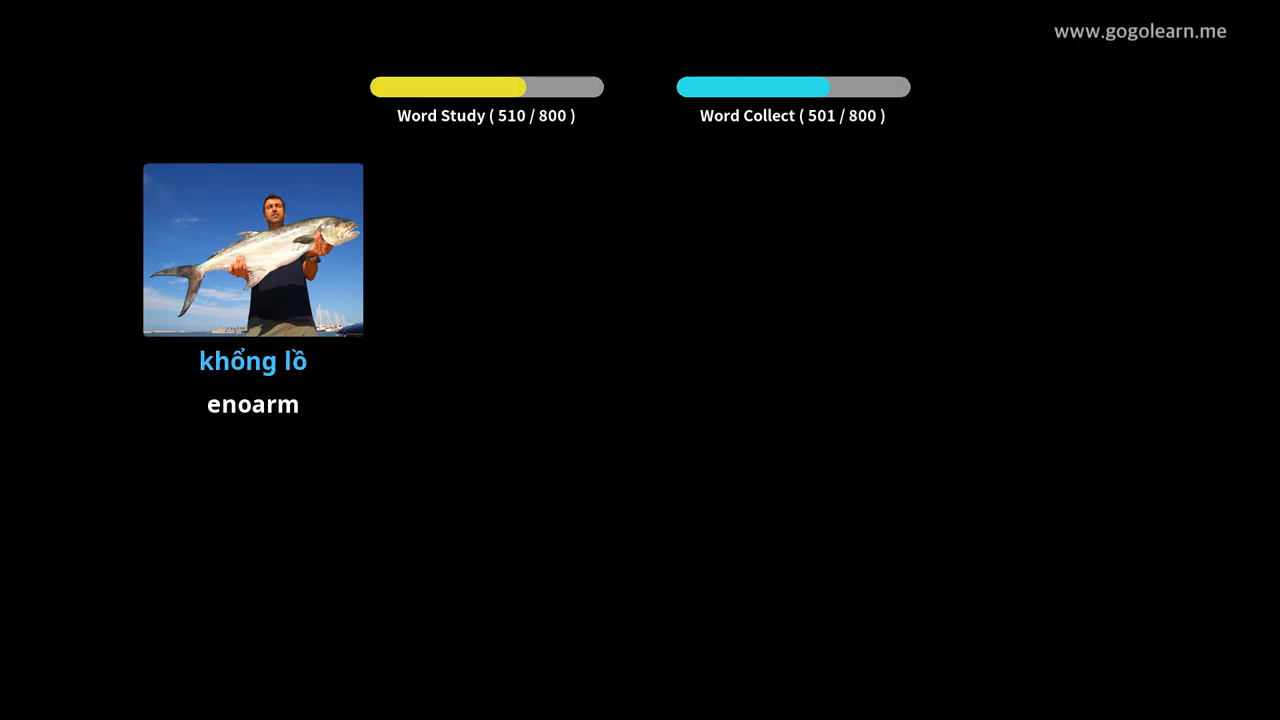 www.gogolearn.me
Word Study ( 510 / 800 )
Word Collect ( 501 / 800 )
khổng lồ
enoarm